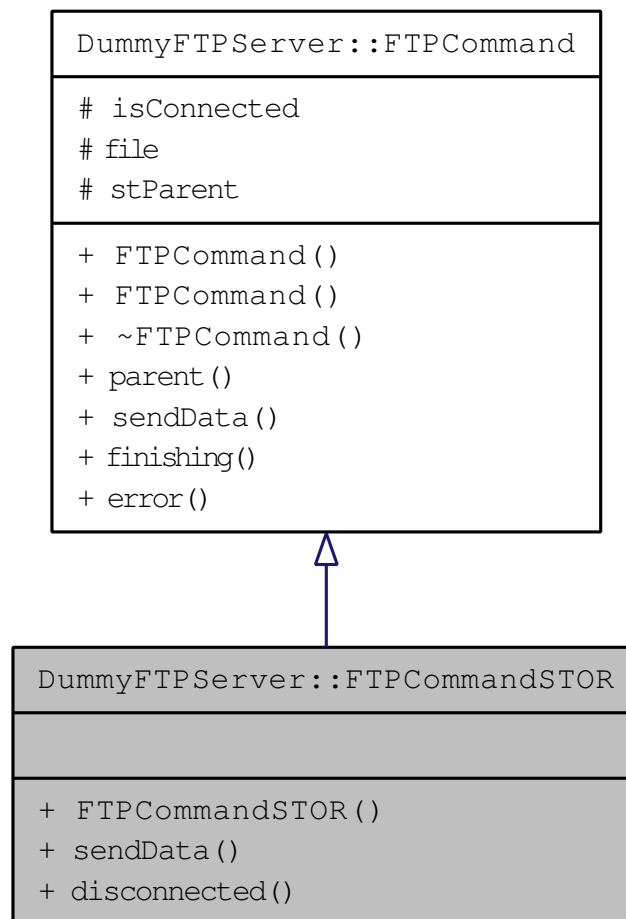 DummyFTPServer::FTPCommand
# isConnected
# file
# stParent
+ FTPCommand()
+ FTPCommand()
+ ~FTPCommand()
+ parent()
+ sendData()
+ finishing()
+ error()
DummyFTPServer::FTPCommandSTOR
+ FTPCommandSTOR()
+ sendData()
+ disconnected()